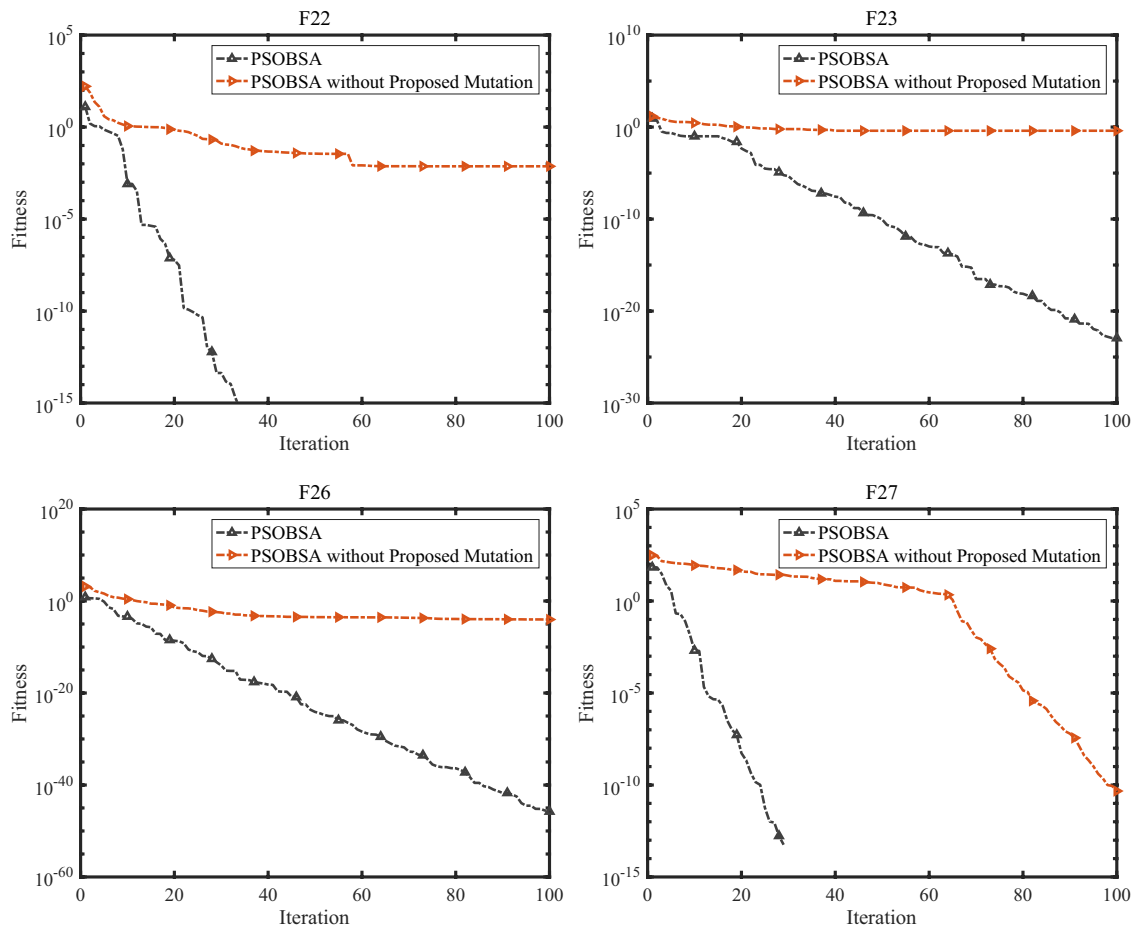 F22
10^5
10^0
10^-5
10^-10
10^-15
Fitness
0 20 40 60 80 100
Iteration
PSOBSA
PSOBSA without Proposed Mutation
F23
10^10
10^0
10^-10
10^-20
10^-30
Fitness
0 20 40 60 80 100
Iteration
PSOBSA
PSOBSA without Proposed Mutation
F26
10^20
10^0
10^-20
10^-40
10^-60
Fitness
0 20 40 60 80 100
Iteration
PSOBSA
PSOBSA without Proposed Mutation
F27
10^5
10^0
10^-5
10^-10
10^-15
Fitness
0 20 40 60 80 100
Iteration
PSOBSA
PSOBSA without Proposed Mutation